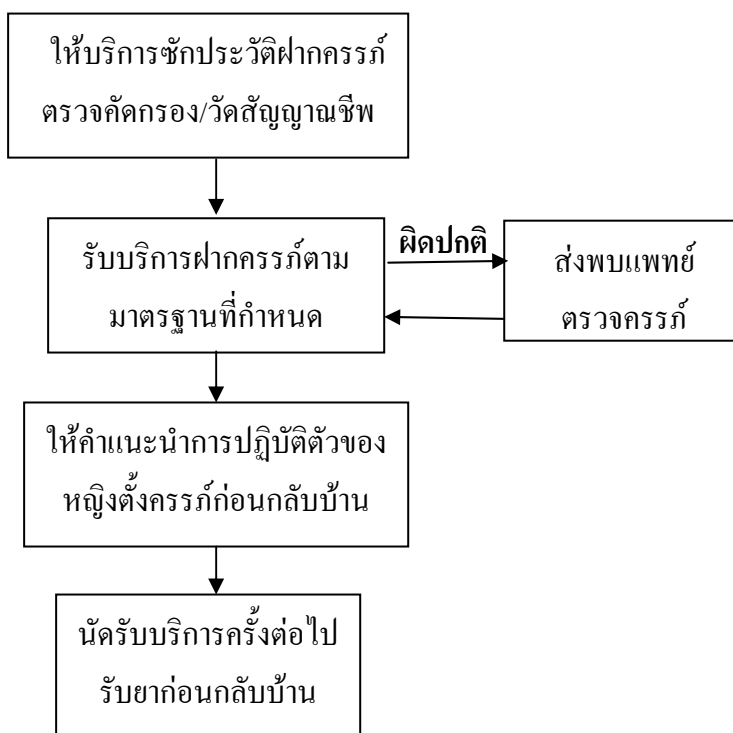 ให้บริการซักประวัติฝากครรภ์
ตรวจคัดกรอง/วัดสัญญาณชีพ
รับบริการฝากครรภ์ตาม
มาตรฐานที่กำหนด
ผิดปกติ
ส่งพบแพทย์
ตรวจครรภ์
ให้คำแนะนำการปฏิบัติตัวของ
หญิงตั้งครรภ์ก่อนกลับบ้าน
นัดรับบริการครั้งต่อไป
รับยาก่อนกลับบ้าน